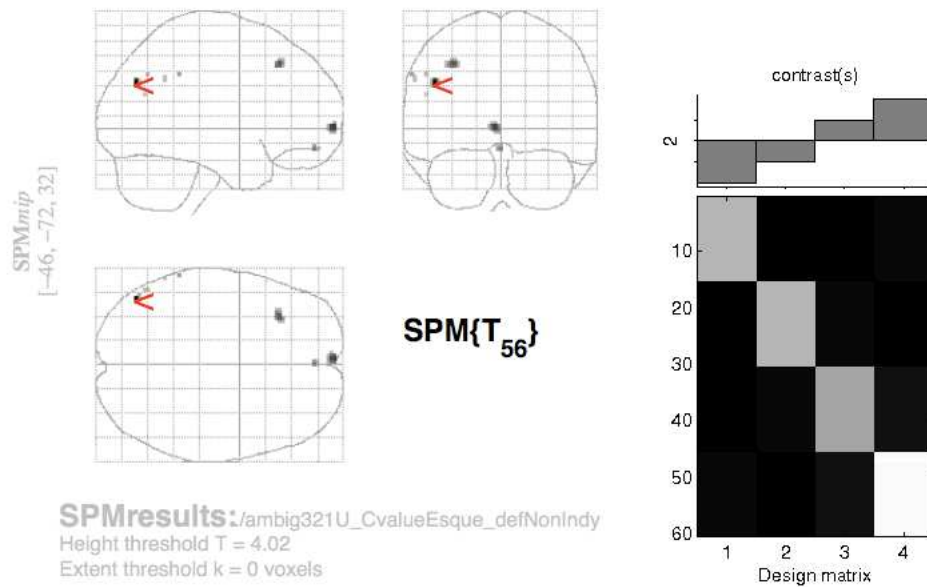 SPMmip
[−46, −72, 32]
<
<
<
SPM{T56}
contrast(s)
2
10
20
30
40
50
60
1 2 3 4
Design matrix
SPMresults:./ambig321U_CvalueEsque_defNonIndy
Height threshold T = 4.02
Extent threshold k = 0 voxels